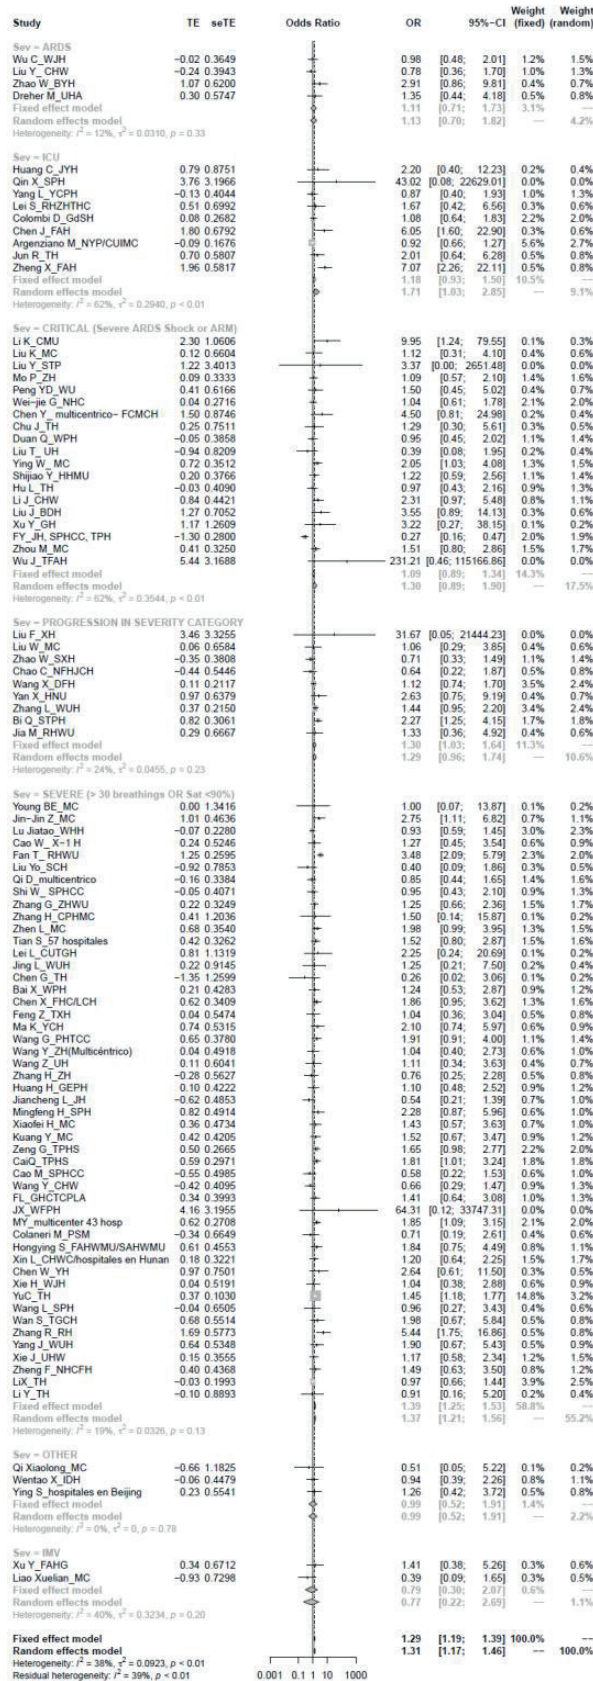 Weight Weight
Study TE seTE Odds Ratio OR 95%-CI (fixed) (random)
Sev = ARDS
Wu C_WJH -0.02 0.3649 0.98 [0.48; 2.01] 1.2% 1.5%
Liu Y_CHW -0.24 0.3943 0.78 [0.36; 1.70] 1.0% 1.3%
Zhao W_BYH 1.07 0.6200 2.91 [0.86; 9.81] 0.4% 0.7%
Dreher M_UHA 0.30 0.5747 1.35 [0.44; 4.18] 0.5% 0.8%
Fixed effect model 1.11 [0.71; 1.73] 3.1% ---
Random effects model 1.13 [0.70; 1.82] --- 4.2%
Heterogeneity: I² = 12%, τ² = 0.0310, p = 0.33
Sev = ICU
Huang C_JYH 0.79 0.8751 2.20 [0.40; 12.23] 0.2% 0.4%
Qin X_SPH 3.76 3.1966 43.02 [0.08; 22629.01] 0.0% 0.0%
Yang L_YCPH -0.13 0.4044 0.87 [0.40; 1.93] 1.0% 1.3%
Lei S_RHZHTHC 0.51 0.6992 1.67 [0.42; 6.56] 0.3% 0.6%
Colombi D_GdSH 0.08 0.2682 1.08 [0.64; 1.83] 2.2% 2.0%
Chen J_FAH 1.80 0.6792 6.05 [1.60; 22.90] 0.3% 0.6%
Argenziano M_NYP/CUIMC -0.09 0.1676 0.92 [0.66; 1.27] 5.6% 2.7%
Jun R_TH 0.70 0.5807 2.01 [0.64; 6.28] 0.5% 0.8%
Zheng X_FAH 1.96 0.5817 7.07 [2.26; 22.11] 0.5% 0.8%
Fixed effect model 1.18 [0.93; 1.50] 10.5% ---
Random effects model 1.71 [1.03; 2.85] --- 9.1%
Heterogeneity: I² = 62%, τ² = 0.2940, p < 0.01
Sev = CRITICAL (Severe ARDS Shock or ARM)
Li K_CMU 2.30 1.0606 9.95 [1.24; 79.55] 0.1% 0.3%
Liu K_MC 0.12 0.6604 1.12 [0.31; 4.10] 0.4% 0.6%
Liu Y_STP 1.22 3.4013 3.37 [0.00; 2651.48] 0.0% 0.0%
Mo P_ZH 0.09 0.3333 1.09 [0.57; 2.10] 1.4% 1.6%
Peng YD_WU 0.41 0.6166 1.50 [0.45; 5.02] 0.4% 0.7%
Wei-jie G_NHC 0.04 0.2716 1.04 [0.61; 1.78] 2.1% 2.0%
Chen Y_ multicentrico- FCMCH 1.50 0.8746 4.50 [0.81; 24.98] 0.2% 0.4%
Chu J_TH 0.25 0.7511 1.29 [0.30; 5.61] 0.3% 0.5%
Duan Q_WPH -0.05 0.3858 0.95 [0.45; 2.02] 1.1% 1.4%
Liu T_ UH -0.94 0.8209 0.39 [0.08; 1.95] 0.2% 0.4%
Ying W_ MC 0.72 0.3512 2.05 [1.03; 4.08] 1.3% 1.5%
Shijiao Y_HHMU 0.20 0.3766 1.22 [0.59; 2.56] 1.1% 1.4%
Hu L_TH -0.03 0.4090 0.97 [0.43; 2.16] 0.9% 1.3%
Li J_CHW 0.84 0.4421 2.31 [0.97; 5.48] 0.8% 1.1%
Liu J_BDH 1.27 0.7052 3.55 [0.89; 14.13] 0.3% 0.6%
Xu Y_GH 1.17 1.2609 3.22 [0.27; 38.15] 0.1% 0.2%
FY_JH, SPHCC, TPH -1.30 0.2800 0.27 [0.16; 0.47] 2.0% 1.9%
Zhou M_MC 0.41 0.3250 1.51 [0.80; 2.86] 1.5% 1.7%
Wu J_TFAH 5.44 3.1688 231.21 [0.46; 115166.86] 0.0% 0.0%
Fixed effect model 1.09 [0.89; 1.34] 14.3% ---
Random effects model 1.30 [0.89; 1.90] --- 17.5%
Heterogeneity: I² = 62%, τ² = 0.3544, p < 0.01
Sev = PROGRESSION IN SEVERITY CATEGORY
Liu F_XH 3.46 3.3255 31.67 [0.05; 21444.23] 0.0% 0.0%
Liu W_MC 0.06 0.6584 1.06 [0.29; 3.85] 0.4% 0.6%
Zhao W_SXH -0.35 0.3808 0.71 [0.33; 1.49] 1.1% 1.4%
Chao C_NFHJCH -0.44 0.5446 0.64 [0.22; 1.87] 0.5% 0.8%
Wang X_DFH 0.11 0.2117 1.12 [0.74; 1.70] 3.5% 2.4%
Yan X_HNU 0.97 0.6379 2.63 [0.75; 9.19] 0.4% 0.7%
Zhang L_WUH 0.37 0.2150 1.44 [0.95; 2.20] 3.4% 2.4%
Bi Q_STPH 0.82 0.3061 2.27 [1.25; 4.15] 1.7% 1.8%
Jia M_RHWU 0.29 0.6667 1.33 [0.36; 4.92] 0.4% 0.6%
Fixed effect model 1.30 [1.03; 1.64] 11.3% ---
Random effects model 1.29 [0.96; 1.74] --- 10.6%
Heterogeneity: I² = 24%, τ² = 0.0455, p = 0.23
Sev = SEVERE (> 30 breathings OR Sat <90%)
Young BE_MC 0.00 1.3416 1.00 [0.07; 13.87] 0.1% 0.2%
Jin-Jin Z_MC 1.01 0.4636 2.75 [1.11; 6.82] 0.7% 1.1%
Lu Jiatao_WHH -0.07 0.2280 0.93 [0.59; 1.45] 3.0% 2.3%
Cao W_ X-1 H 0.24 0.5246 1.27 [0.45; 3.54] 0.6% 0.9%
Fan T_RHWU 1.25 0.2595 3.48 [2.09; 5.79] 2.3% 2.0%
Liu Yo_SCH -0.92 0.7853 0.40 [0.09; 1.86] 0.3% 0.5%
Qi D_multicentrico -0.16 0.3384 0.85 [0.44; 1.65] 1.4% 1.6%
Shi W_ SPHCC -0.05 0.4071 0.95 [0.43; 2.10] 0.9% 1.3%
Zhang G_ZHWU 0.22 0.3249 1.25 [0.66; 2.36] 1.5% 1.7%
Zhang H_CPHMC 0.41 1.2036 1.50 [0.14; 15.87] 0.1% 0.2%
Zhen L_MC 0.68 0.3540 1.98 [0.99; 3.95] 1.3% 1.5%
Tian S_57 hospitales 0.42 0.3262 1.52 [0.80; 2.87] 1.5% 1.6%
Lei L_CUTGH 0.81 1.1319 2.25 [0.24; 20.69] 0.1% 0.2%
Jing L_WUH 0.22 0.9145 1.25 [0.21; 7.50] 0.2% 0.4%
Chen G_TH -1.35 1.2599 0.26 [0.02; 3.06] 0.1% 0.2%
Bai X_WPH 0.21 0.4283 1.24 [0.53; 2.87] 0.9% 1.2%
Chen X_FHC/LCH 0.62 0.3409 1.86 [0.95; 3.62] 1.3% 1.6%
Feng Z_TXH 0.04 0.5474 1.04 [0.36; 3.04] 0.5% 0.8%
Ma K_YCH 0.74 0.5315 2.10 [0.74; 5.97] 0.6% 0.9%
Wang G_PHTCC 0.65 0.3780 1.91 [0.91; 4.00] 1.1% 1.4%
Wang Y_ZH(Multicéntrico) 0.04 0.4918 1.04 [0.40; 2.73] 0.6% 1.0%
Wang Z_UH 0.11 0.6041 1.11 [0.34; 3.63] 0.4% 0.7%
Zhang H_ZH -0.28 0.5627 0.76 [0.25; 2.28] 0.5% 0.8%
Huang H_GEPH 0.10 0.4222 1.10 [0.48; 2.52] 0.9% 1.2%
Jiancheng L_JH -0.62 0.4853 0.54 [0.21; 1.39] 0.7% 1.0%
Mingfeng H_SPH 0.82 0.4914 2.28 [0.87; 5.96] 0.6% 1.0%
Xiaofei H_MC 0.36 0.4734 1.43 [0.57; 3.63] 0.7% 1.0%
Kuang Y_MC 0.42 0.4205 1.52 [0.67; 3.47] 0.9% 1.2%
Zeng G_TPHS 0.50 0.2665 1.65 [0.98; 2.77] 2.2% 2.0%
CaiQ_TPHS 0.59 0.2971 1.81 [1.01; 3.24] 1.8% 1.8%
Cao M_SPHCC -0.55 0.4985 0.58 [0.22; 1.53] 0.6% 1.0%
Wang Y_CHW -0.42 0.4095 0.66 [0.29; 1.47] 0.9% 1.2%
FL_GHCTCPLA 0.34 0.3993 1.41 [0.64; 3.08] 1.0% 1.3%
JX_WFPH 4.16 3.1955 64.31 [0.12; 33747.31] 0.0% 0.0%
MY_multicenter 43 hosp 0.62 0.2708 1.85 [1.09; 3.15] 2.1% 2.0%
Colaneri M_PSM -0.34 0.6649 0.71 [0.19; 2.61] 0.4% 0.6%
Hongying S_FAHWMU/SAHWMU 0.61 0.4553 1.84 [0.75; 4.49] 0.8% 1.1%
Xin L_CHWC/hospitales en Hunan 0.18 0.3221 1.20 [0.64; 2.25] 1.5% 1.7%
Chen W_YH 0.97 0.7501 2.64 [0.61; 11.50] 0.3% 0.5%
Xie H_WJH 0.04 0.5191 1.04 [0.38; 2.88] 0.6% 0.9%
YuC_TH 0.37 0.1030 1.45 [1.18; 1.77] 14.8% 3.2%
Wang L_SPH -0.04 0.6505 0.96 [0.27; 3.43] 0.4% 0.6%
Wan S_TGCH 0.68 0.5514 1.98 [0.67; 5.84] 0.5% 0.8%
Zhang R_RH 1.69 0.5773 5.44 [1.75; 16.86] 0.5% 0.8%
Yang J_WUH 0.64 0.5348 1.90 [0.67; 5.43] 0.5% 0.9%
Xie J_UHW 0.15 0.3555 1.17 [0.58; 2.34] 1.2% 1.5%
Zheng F_NHCFH 0.40 0.4368 1.49 [0.63; 3.50] 0.8% 1.2%
LiX_TH -0.03 0.1993 0.97 [0.66; 1.44] 3.9% 2.5%
Li Y_TH -0.10 0.8893 0.91 [0.16; 5.20] 0.2% 0.4%
Fixed effect model 1.39 [1.25; 1.53] 58.8% ---
Random effects model 1.37 [1.21; 1.56] --- 55.2%
Heterogeneity: I² = 19%, τ² = 0.0326, p = 0.13
Sev = OTHER
Qi Xiaolong_MC -0.66 1.1825 0.51 [0.05; 5.22] 0.1% 0.2%
Wentao X_IDH -0.06 0.4479 0.94 [0.39; 2.26] 0.8% 1.1%
Ying S_hospitales en Beijing 0.23 0.5541 1.26 [0.42; 3.72] 0.5% 0.8%
Fixed effect model 0.99 [0.52; 1.91] 1.4% ---
Random effects model 0.99 [0.52; 1.91] --- 2.2%
Heterogeneity: I² = 0%, τ² = 0, p = 0.78
Sev = IMV
Xu Y_FAHG 0.34 0.6712 1.41 [0.38; 5.26] 0.3% 0.6%
Liao Xuelian_MC -0.93 0.7298 0.39 [0.09; 1.65] 0.3% 0.5%
Fixed effect model 0.79 [0.30; 2.07] 0.6% ---
Random effects model 0.77 [0.22; 2.69] --- 1.1%
Heterogeneity: I² = 40%, τ² = 0.3234, p = 0.20
Fixed effect model 1.29 [1.19; 1.39] 100.0% ---
Random effects model 1.31 [1.17; 1.46] --- 100.0%
Heterogeneity: I² = 38%, τ² = 0.0923, p < 0.01
Residual heterogeneity: I² = 39%, p < 0.01 0.001 0.1 1 10 1000